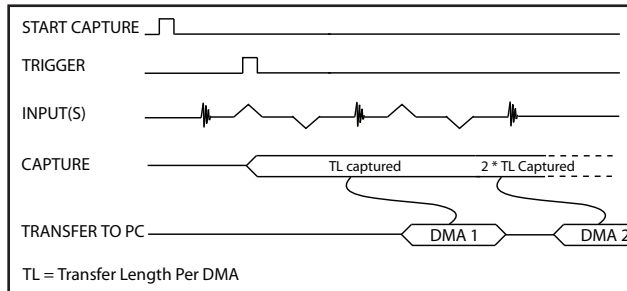 START CAPTURE
TRIGGER
INPUT(S)
CAPTURE
TL captured
2 * TL Captured
TRANSFER TO PC
DMA 1
DMA 2
TL = Transfer Length Per DMA